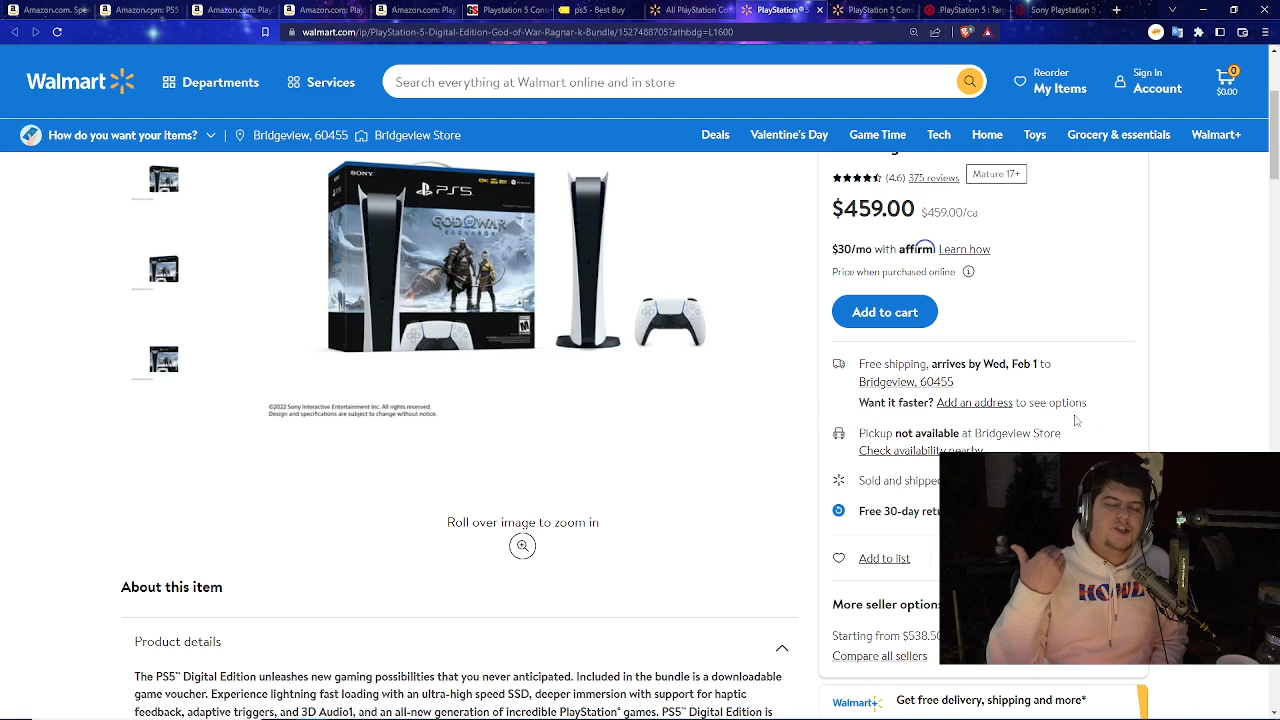 Amazon.com. Spe
Amazon.com: PS5
Amazon.com: Play
Amazon.com: Play
Amazon.com: Play
Playstation 5 Cons
ps5 - Best Buy
All PlayStation Co
PlayStation 5
PlayStation 5 Co
Playstation 5 : Tar
Sony Playstation 5
walmart.com/ip/PlayStation-5-Digital-Edition-God-of-War-Ragnar-k-Bundle/1527488705?athbdg=L1600
Walmart
Departments
Services
Search everything at Walmart online and in store
Reorder
My Items
Sign In
Account
0
$0.00
How do you want your items?
Bridgeview, 60455
Bridgeview Store
Deals
Valentine's Day
Game Time
Tech
Home
Toys
Grocery & essentials
Walmart+
SONY
PS5
8K
GOD OF WAR
RAGNARÖK
M
©2022 Sony Interactive Entertainment Inc. All rights reserved.
Design and specifications are subject to change without notice.
Roll over image to zoom in
(4.6) 375 reviews
Mature 17+
$459.00 $459.00/ca
$30/mo with affirm Learn how
Price when purchased online
Add to cart
Free shipping, arrives by Wed, Feb 1 to
Bridgeview, 60455
Want it faster? Add an address to see options
Pickup not available at Bridgeview Store
Check availability nearby
Sold and shippe
Free 30-day retu
Add to list
More seller options
Starting from $538.50
Compare all sellers
Walmart+
Get free delivery, shipping and more*
About this item
Product details
The PS5™ Digital Edition unleashes new gaming possibilities that you never anticipated. Included in the bundle is a downloadable
game voucher. Experience lightning fast loading with an ultra-high speed SSD, deeper immersion with support for haptic
feedback, adaptive triggers, and 3D Audio1, and an all-new generation of incredible PlayStation® games. PS5™ Digital Edition is